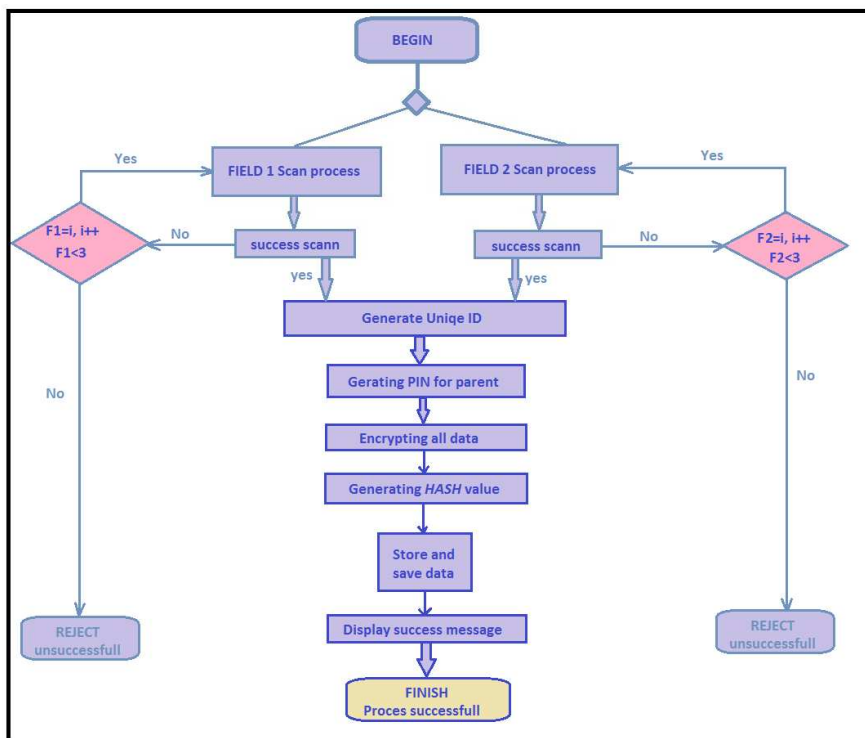 BEGIN
Yes
FIELD 1 Scan process
FIELD 2 Scan process
Yes
F1=i, i++
F1<3
No
success scann
success scann
No
F2=i, i++
F2<3
yes
yes
Generate Uniqe ID
No
Gerating PIN for parent
No
Encrypting all data
Generating HASH value
Store and
save data
REJECT
unsuccessfull
Display success message
REJECT
unsuccessfull
FINISH
Proces successfull